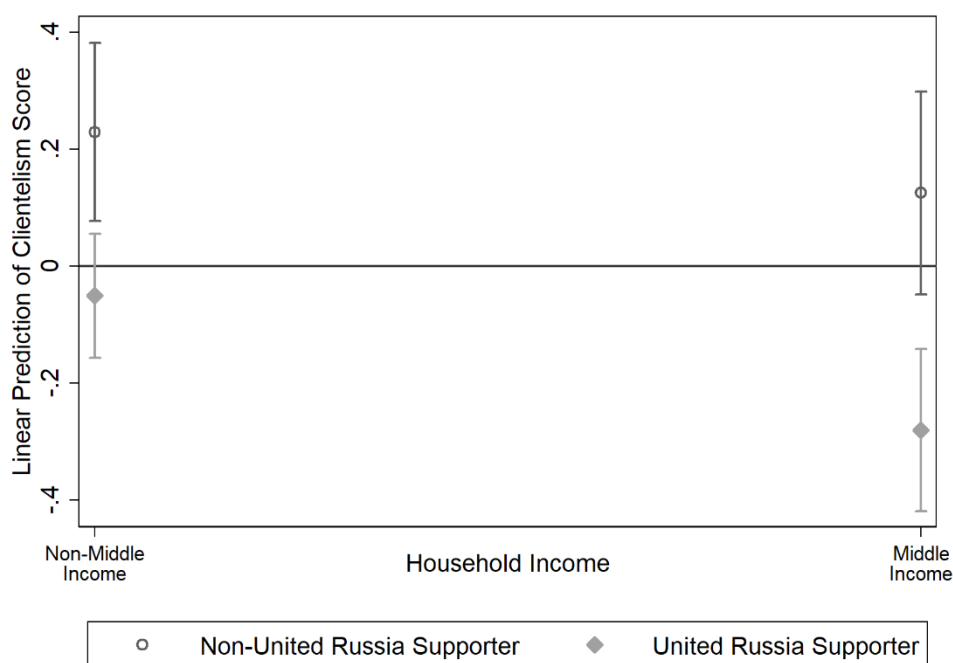 Linear Prediction of Clientelism Score
.4
.2
0
-.2
-.4
Non-Middle
Income
Household Income
Middle
Income
Non-United Russia Supporter
United Russia Supporter